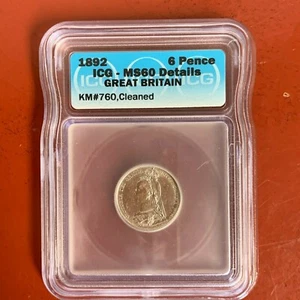 1892 6 Pence
ICG - MS60 Details
GREAT BRITAIN
KM#760,Cleaned